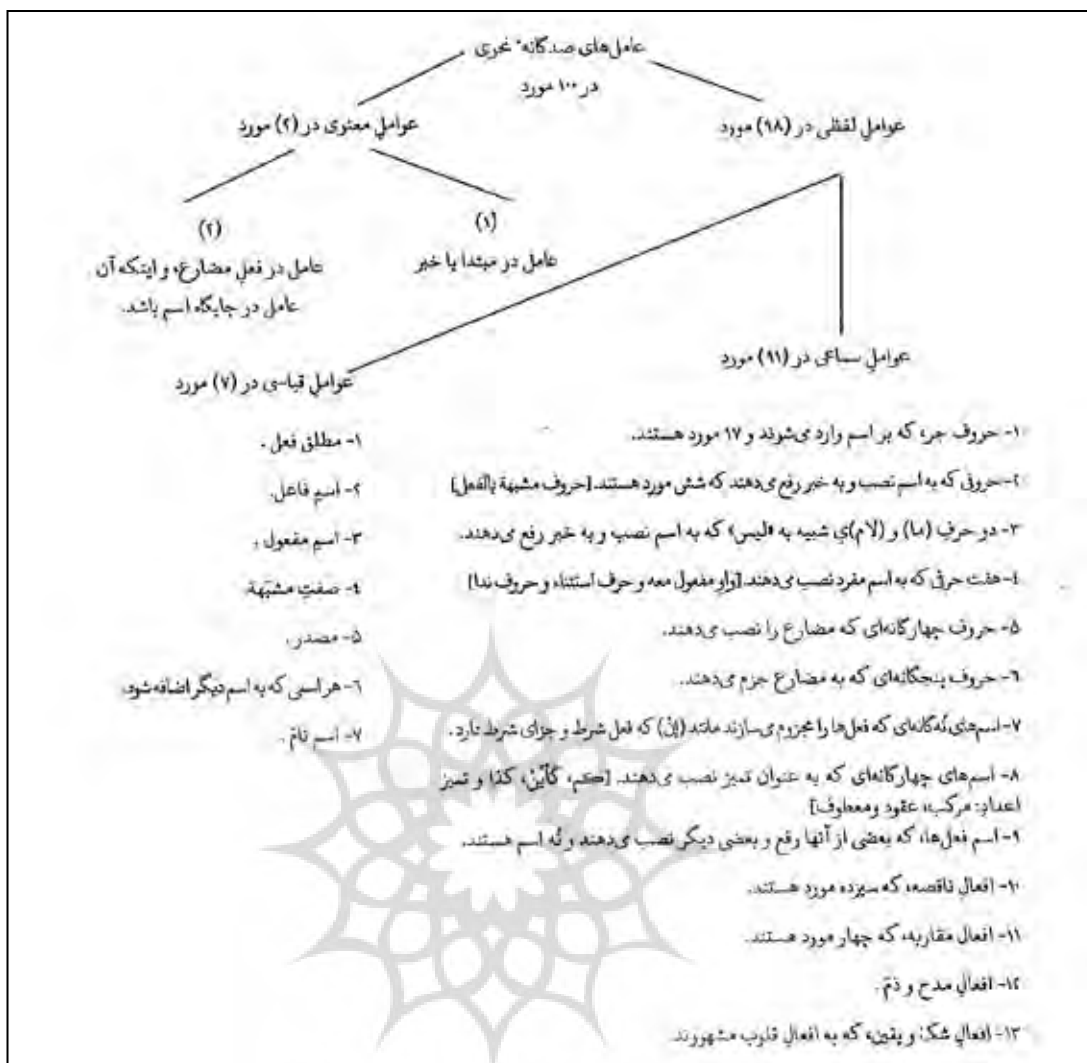 عامل‌های صدگانهٔ نحوی
در ۱۰۰ مورد
عوامل لفظی در (۹۸) مورد
عوامل معنوی در (۲) مورد
(۱)
عامل در مبتدا یا خبر
(۲)
عامل در فعل مضارع، و اینکه آن
عامل در جایگاه اسم باشد.
عوامل سماعی در (۹۱) مورد
عوامل قیاسی در (۷) مورد
۱- حروف جر، که بر اسم وارد می‌شوند و ۱۷ مورد هستند.
۲- حروفی که به اسم نصب و به خبر رفع می‌دهند که شش مورد هستند. [حروف مشبهة بالفعل]
۳- دو حرفِ (ما) و (لام)ی شبیه به «لیس» که به اسم نصب و به خبر رفع می‌دهند.
۴- هفت حرفی که به اسم مفرد نصب می‌دهند. [واوِ مفعول معه و حرف استثناء و حروف ندا]
۵- حروف چهارگانه‌ای که مضارع را نصب می‌دهند.
۶- حروف پنجگانه‌ای که به مضارع جزم می‌دهند.
۷- اسم‌های نُه‌گانه‌ای که فعل‌ها را مجزوم می‌سازند مانند (إن) که فعل شرط و جزای شرط دارد.
۸- اسم‌های چهارگانه‌ای که به عنوان تمیز نصب می‌دهند. [کم، کأیّن، کذا و تمیز
اعداد: مرکب، عقود ومعطوف]
۹- اسم فعل‌ها، که بعضی از آنها رفع و بعضی دیگر نصب می‌دهند و نُه اسم هستند.
۱۰- افعال ناقصه، که سیزده مورد هستند.
۱۱- افعال مقاربه، که چهار مورد هستند.
۱۲- افعالِ مدح و ذمّ.
۱۳- افعالِ شک و یقین، که به افعالِ قلوب مشهورند.
۱- مطلق فعل.
۲- اسم فاعل.
۳- اسم مفعول.
۴- صفتِ مشبّهة.
۵- مصدر.
۶- هر اسمی که به اسم دیگر اضافه شود.
۷- اسم تامّ.